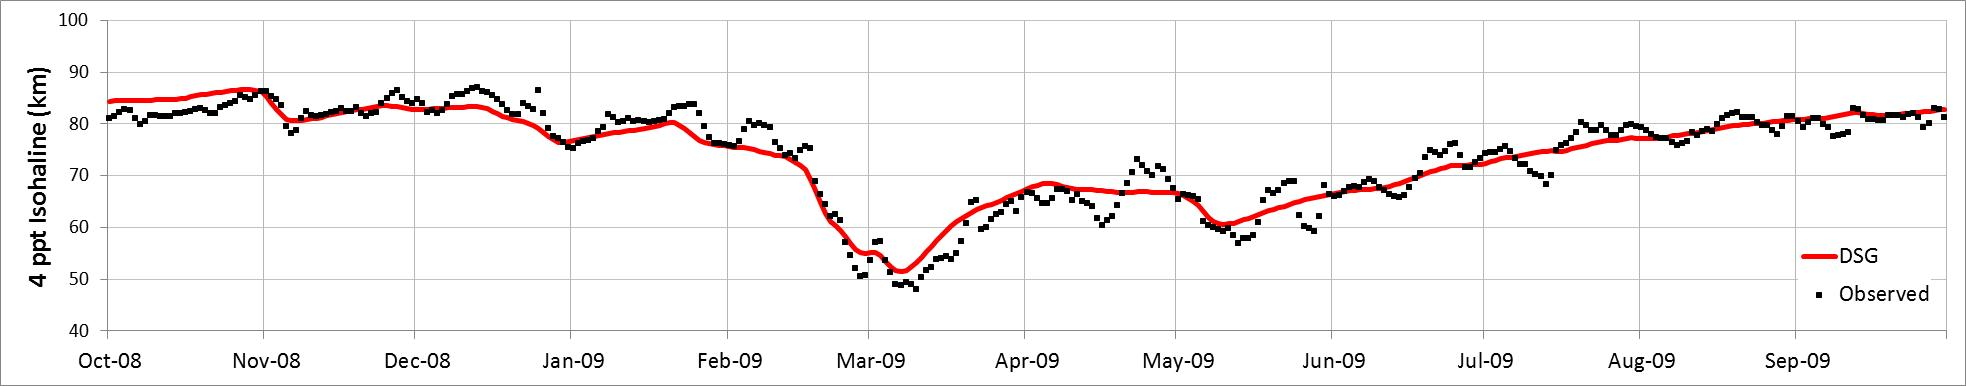 4 ppt Isohaline (km)
100
90
80
70
60
50
40
Oct-08 Nov-08 Dec-08 Jan-09 Feb-09 Mar-09 Apr-09 May-09 Jun-09 Jul-09 Aug-09 Sep-09
DSG
Observed